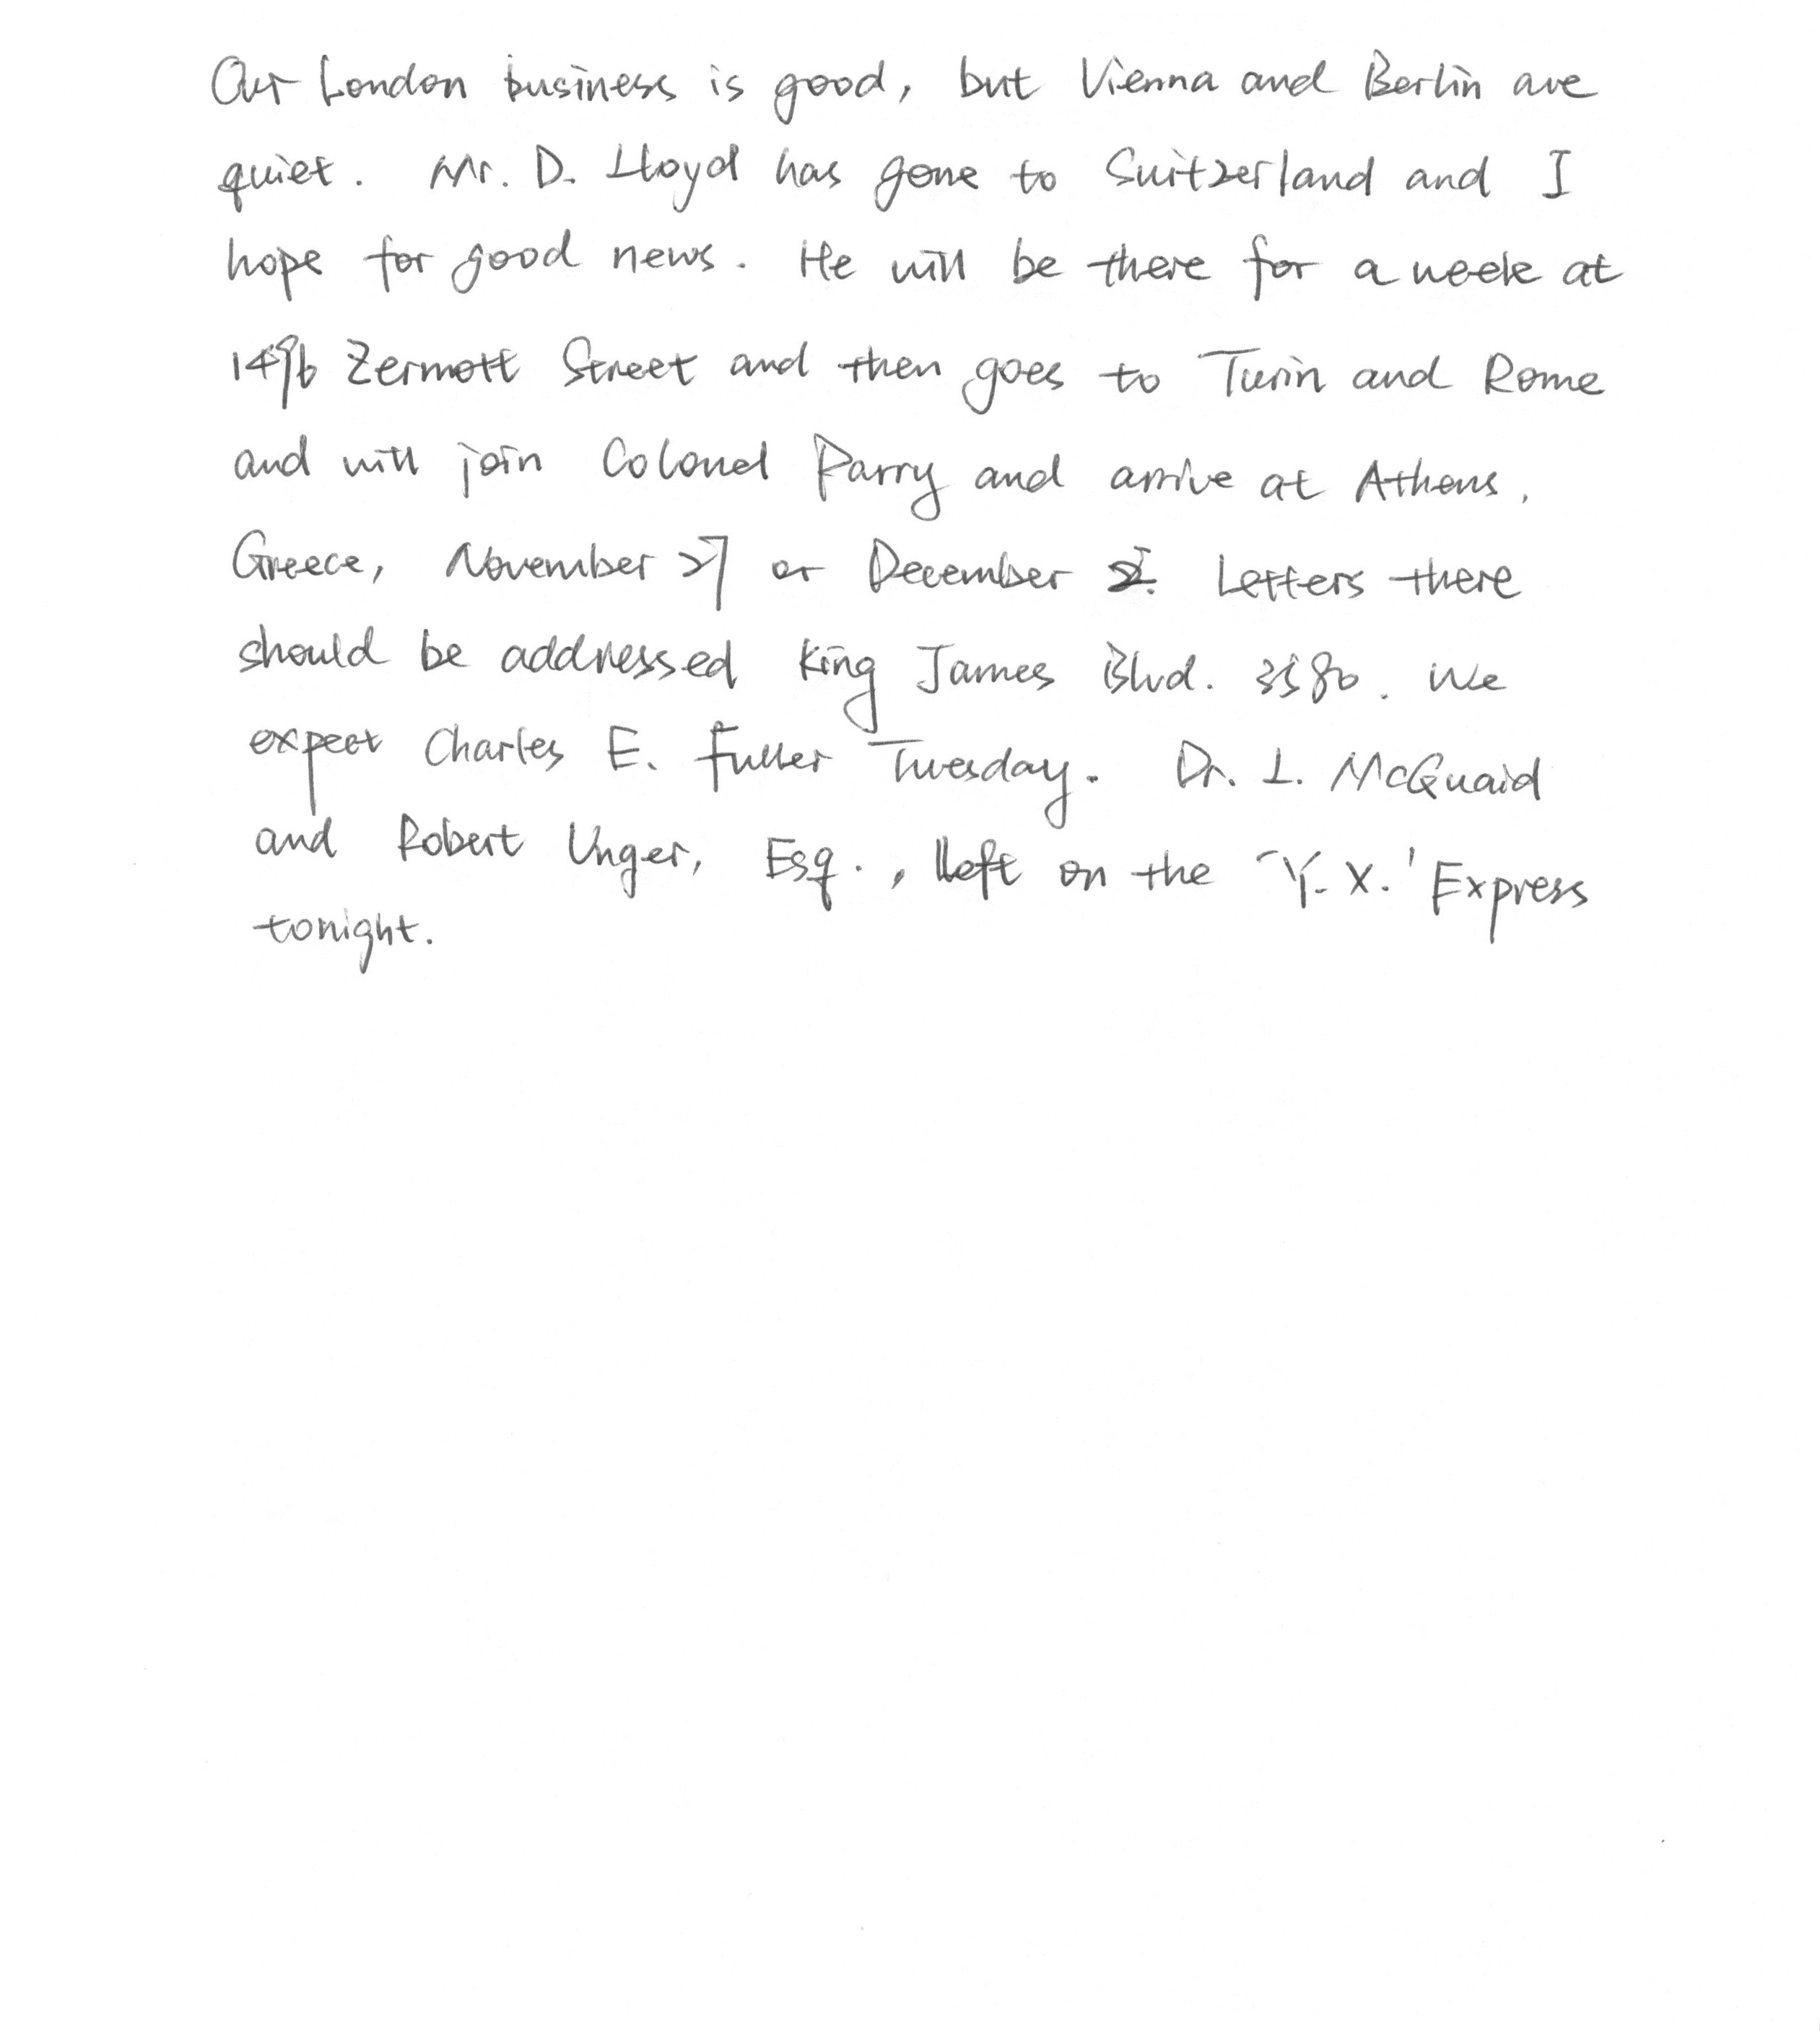 Our London business is good, but Vienna and Berlin are
quiet. Mr. D. Lloyd has gone to Switzerland and I
hope for good news. He will be there for a week at
1496 Zermott Street and then goes to Turin and Rome
and will join Colonel Parry and arrive at Athens,
Greece, November 27 or December 2. Letters there
should be addressed King James Blvd. 3580. We
expect Charles E. Fuller Tuesday. Dr. L. McQuaid
and Robert Unger, Esq., left on the 'Y.X.' Express
tonight.